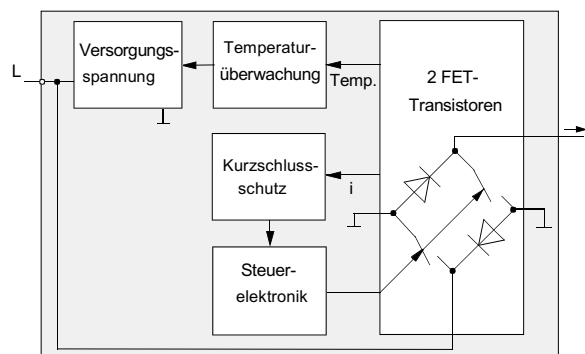 L
Versorgungs-
spannung
Temperatur-
überwachung
Temp.
2 FET-
Transistoren
Kurzschluss-
schutz
i
Steuer-
elektronik